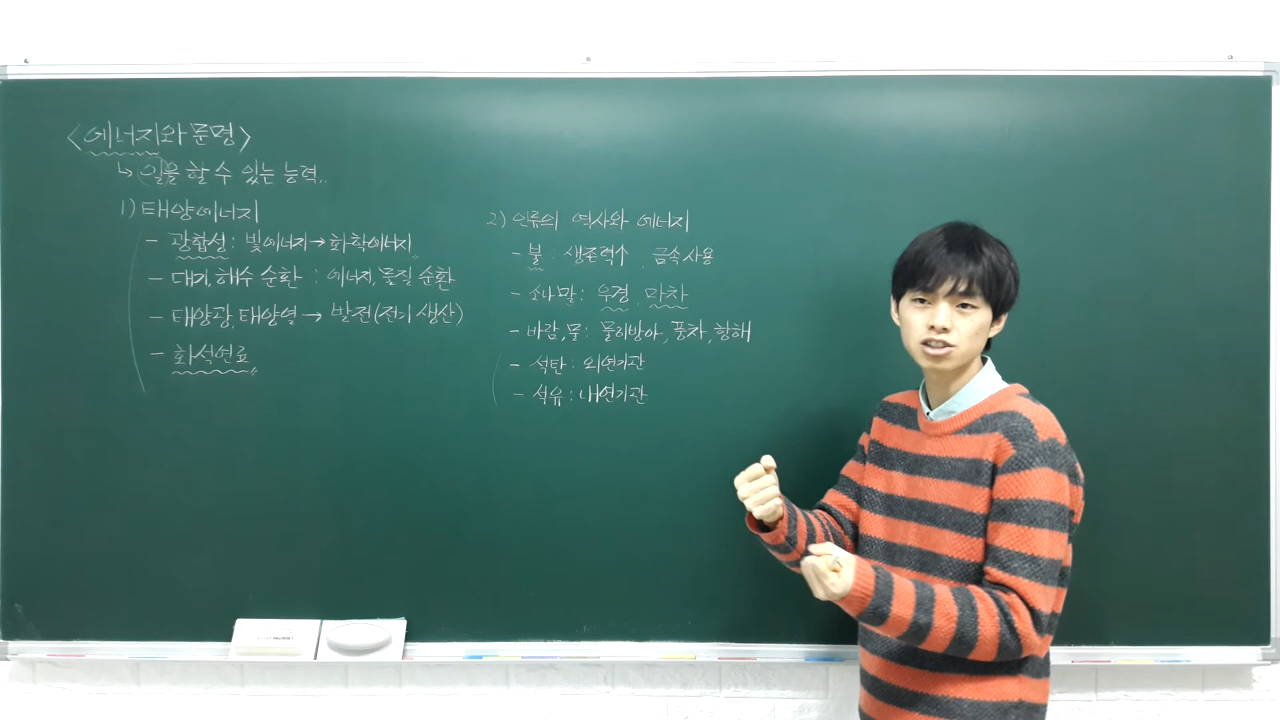 <에너지와 문명>
↳ 일을 할 수 있는 능력..
1) 태양에너지
- 광합성 : 빛에너지 → 화학에너지
- 대기, 해수 순환 : 에너지, 물질 순환
- 태양광, 태양열 → 발전(전기 생산)
- 화석연료
2) 인류의 역사와 에너지
- 불 : 생존력↑, 금속 사용
- 소나 말 : 우경, 마차
- 바람, 물 : 물레방아, 풍차, 항해
- 석탄 : 외연기관
- 석유 : 내연기관